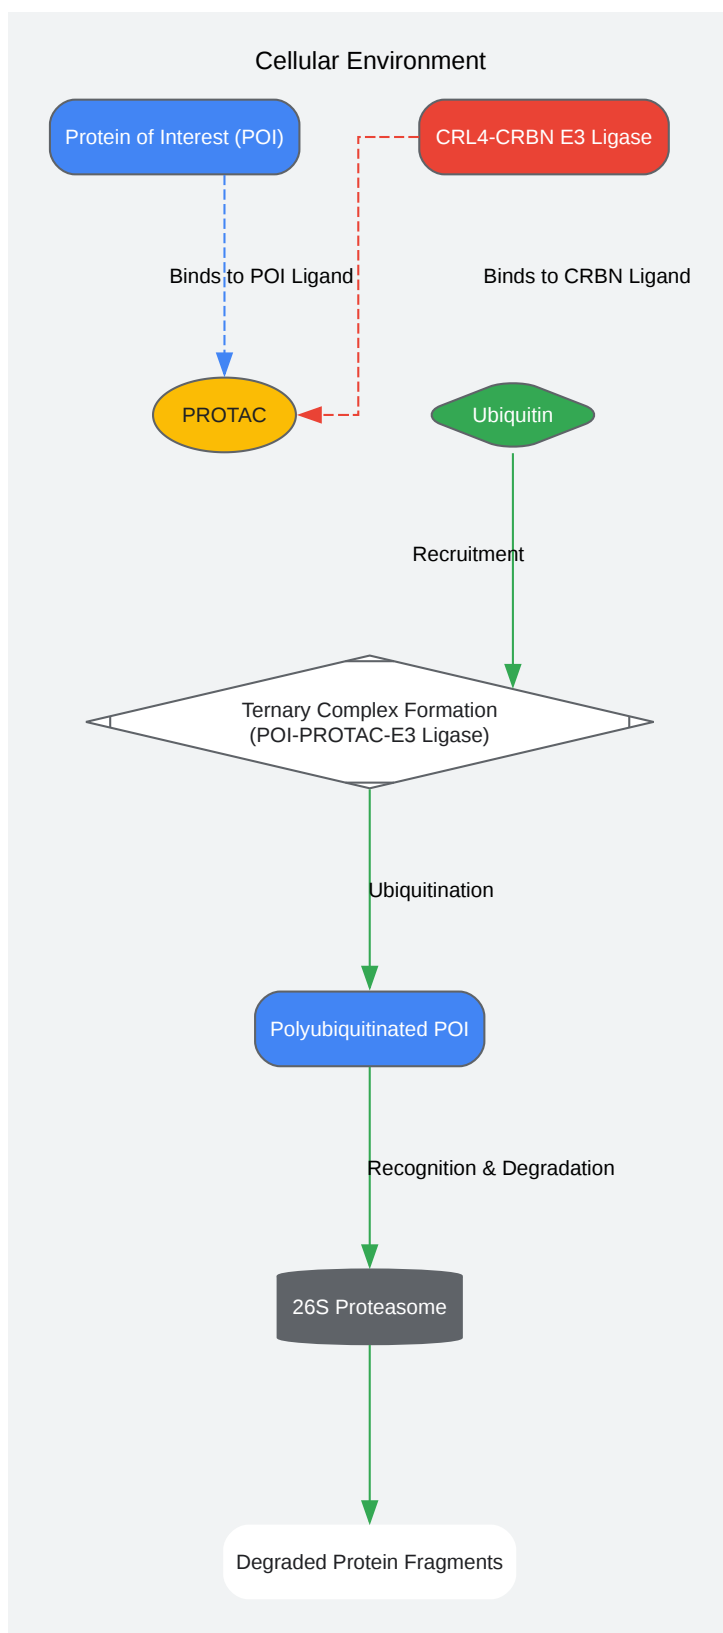 Cellular Environment
Protein of Interest (POI)
CRL4-CRBN E3 Ligase
Binds to POI Ligand
Binds to CRBN Ligand
PROTAC
Ubiquitin
Recruitment
Ternary Complex Formation
(POI-PROTAC-E3 Ligase)
Ubiquitination
Polyubiquitinated POI
Recognition & Degradation
26S Proteasome
Degraded Protein Fragments